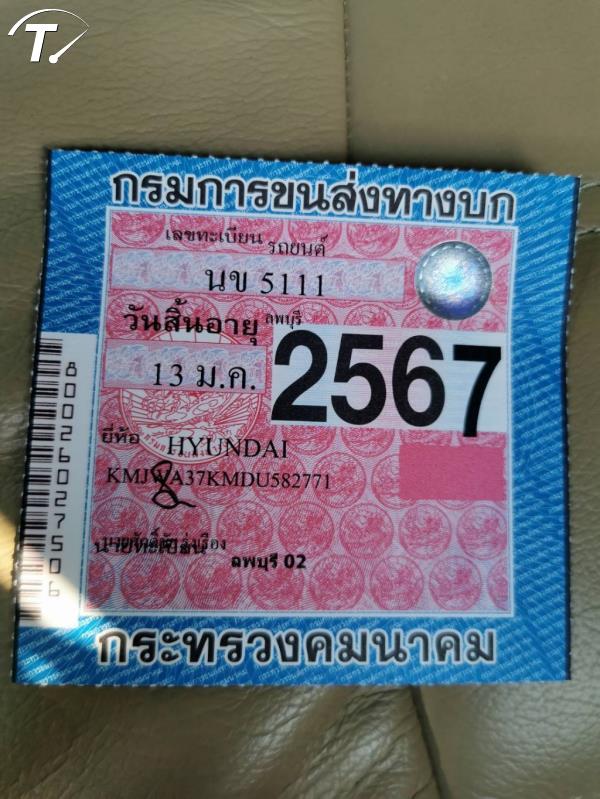 T.
กรมการขนส่งทางบก
เลขทะเบียน รถยนต์
นข 5111
วันสิ้นอายุ ลพบุรี
13 ม.ค. 2567
ยี่ห้อ HYUNDAI
KMJWA37KMDU582771
นายทะเบียน
ลพบุรี 02
กระทรวงคมนาคม
8002602727506